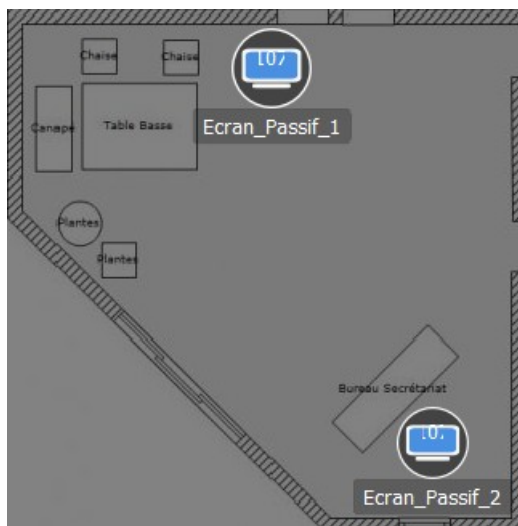 Chaise
Chaise
Ecran_Passif_1
Canapé
Table Basse
Plantes
Plantes
Bureau Secrétariat
Ecran_Passif_2